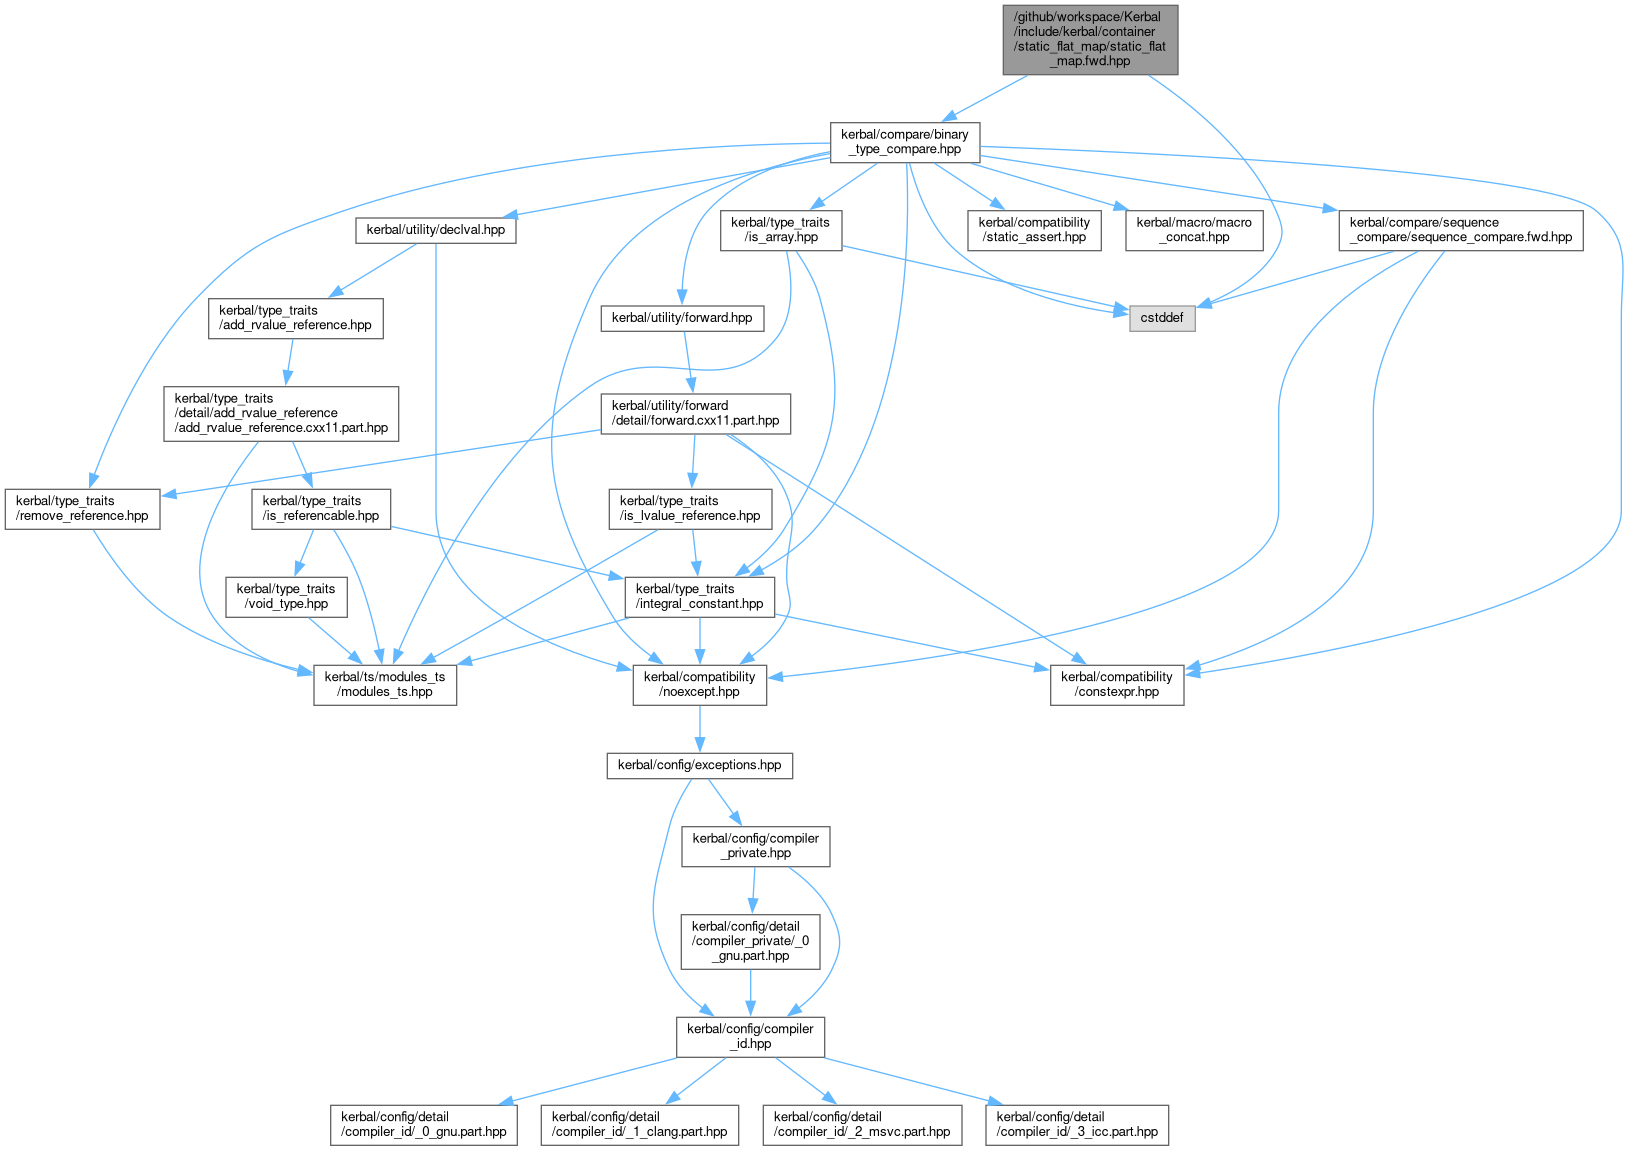 /github/workspace/Kerbal
/include/kerbal/container
/static_flat_map/static_flat
_map.fwd.hpp
kerbal/compare/binary
_type_compare.hpp
kerbal/utility/declval.hpp
kerbal/type_traits
/is_array.hpp
kerbal/compatibility
/static_assert.hpp
kerbal/macro/macro
_concat.hpp
kerbal/compare/sequence
_compare/sequence_compare.fwd.hpp
kerbal/type_traits
/add_rvalue_reference.hpp
kerbal/utility/forward.hpp
cstddef
kerbal/type_traits
/detail/add_rvalue_reference
/add_rvalue_reference.cxx11.part.hpp
kerbal/utility/forward
/detail/forward.cxx11.part.hpp
kerbal/type_traits
/remove_reference.hpp
kerbal/type_traits
/is_referencable.hpp
kerbal/type_traits
/is_lvalue_reference.hpp
kerbal/type_traits
/void_type.hpp
kerbal/type_traits
/integral_constant.hpp
kerbal/ts/modules_ts
/modules_ts.hpp
kerbal/compatibility
/noexcept.hpp
kerbal/compatibility
/constexpr.hpp
kerbal/config/exceptions.hpp
kerbal/config/compiler
_private.hpp
kerbal/config/detail
/compiler_private/_0
_gnu.part.hpp
kerbal/config/compiler
_id.hpp
kerbal/config/detail
/compiler_id/_0_gnu.part.hpp
kerbal/config/detail
/compiler_id/_1_clang.part.hpp
kerbal/config/detail
/compiler_id/_2_msvc.part.hpp
kerbal/config/detail
/compiler_id/_3_icc.part.hpp